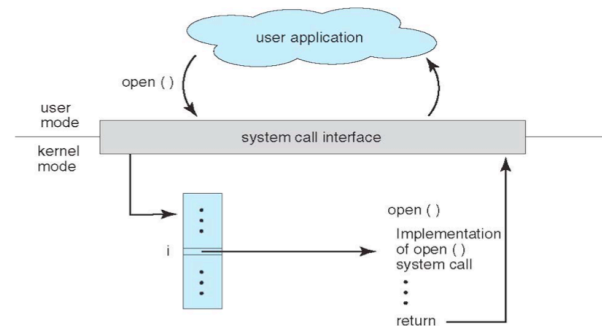 user application
open ( )
user
mode
system call interface
kernel
mode
i
open ( )
Implementation
of open ( )
system call
return